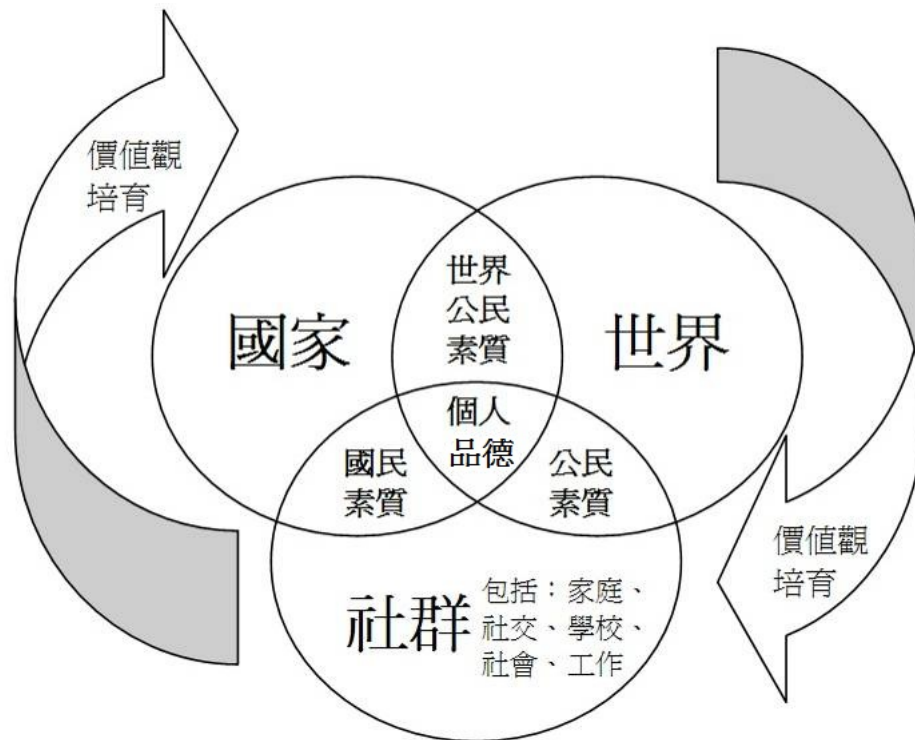 價值觀
培育
世界
公民
素質
國家
世界
個人
品德
國民
素質
公民
素質
價值觀
培育
社群
包括：家庭、
社交、學校、
社會、工作